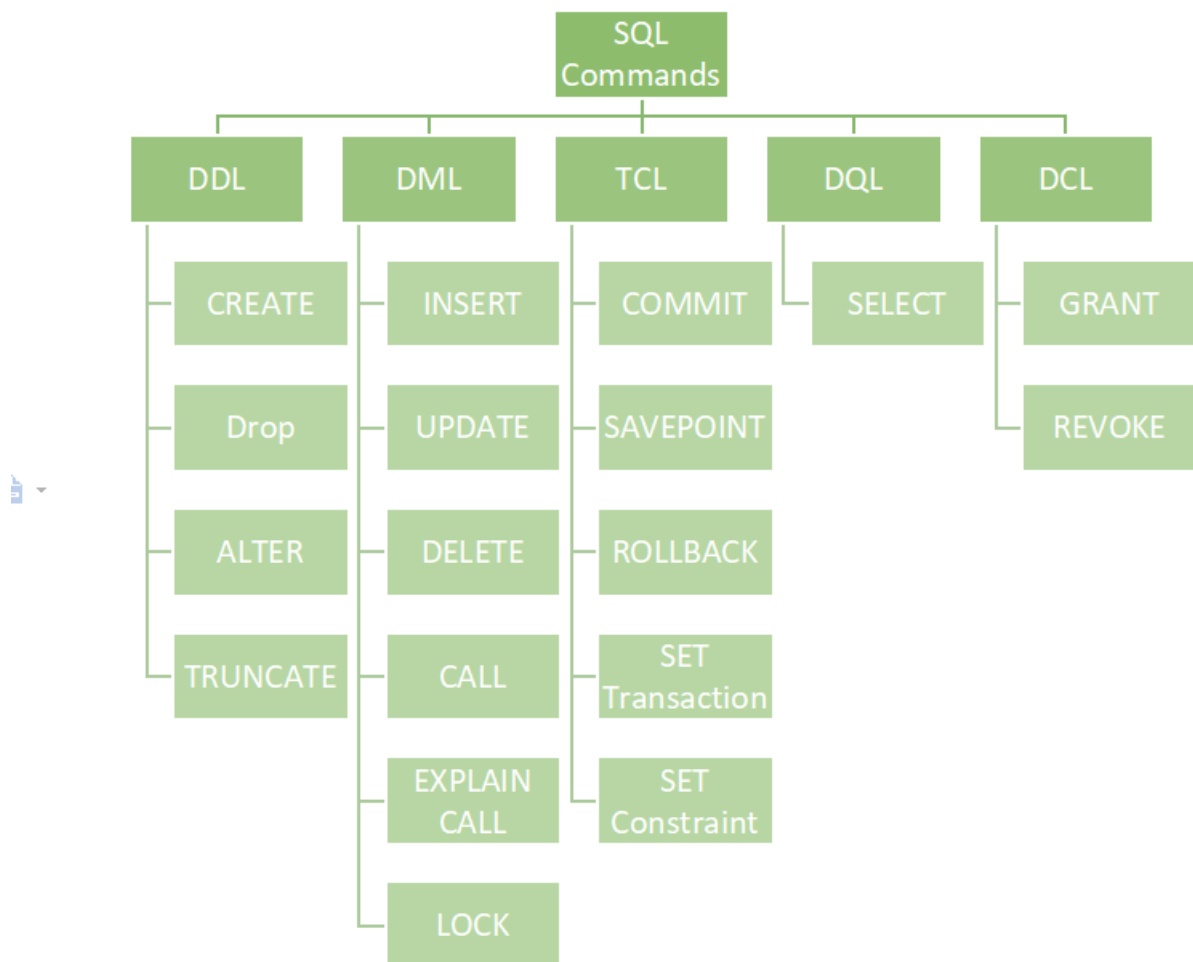 SQL
Commands
DDL
DML
TCL
DQL
DCL
CREATE
INSERT
COMMIT
SELECT
GRANT
Drop
UPDATE
SAVEPOINT
REVOKE
ALTER
DELETE
ROLLBACK
TRUNCATE
CALL
SET
Transaction
EXPLAIN
CALL
SET
Constraint
LOCK